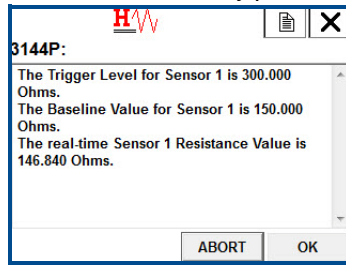 H
3144P:
The Trigger Level for Sensor 1 is 300.000
Ohms.
The Baseline Value for Sensor 1 is 150.000
Ohms.
The real-time Sensor 1 Resistance Value is
146.840 Ohms.
ABORT OK